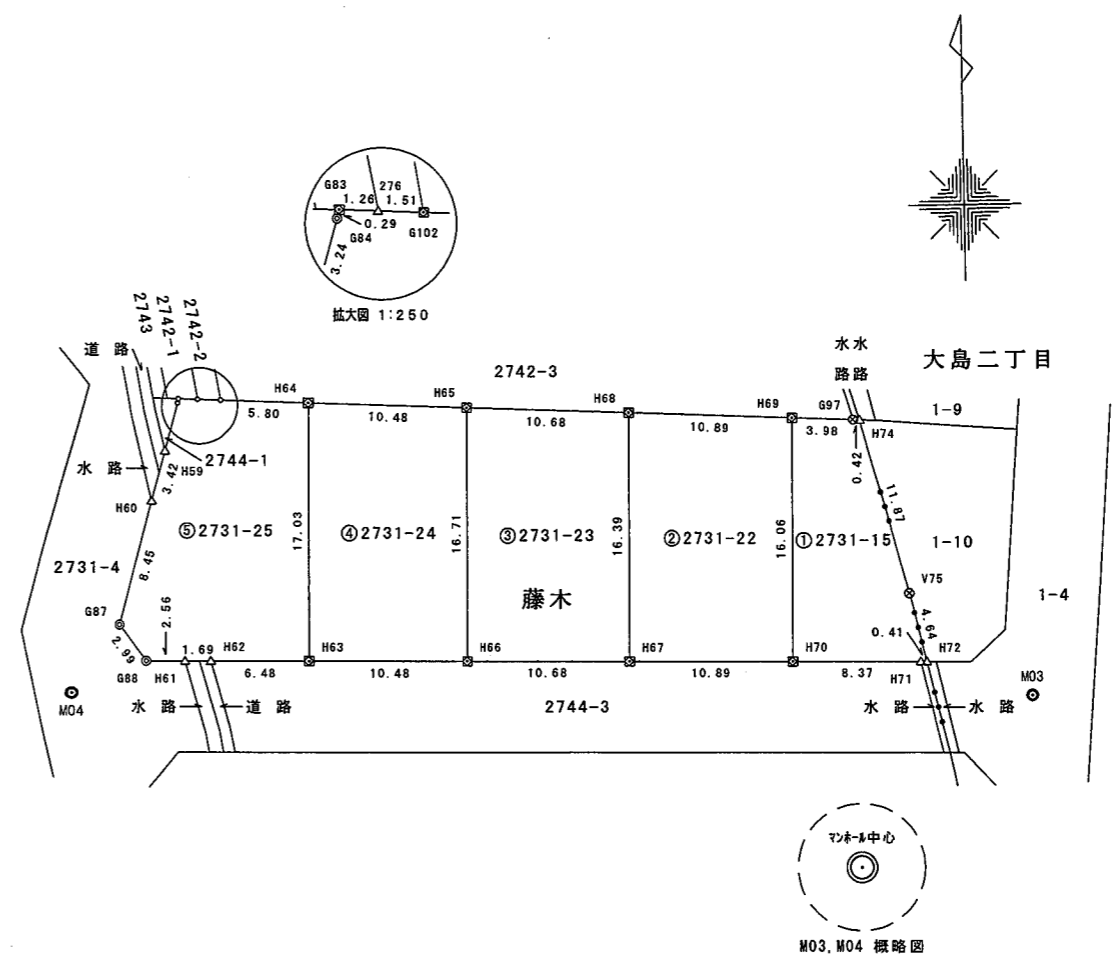 G83
276
1.26
1.51
0.29
G84
G102
3.24
拡大図 1:250
2743
2742-1
2742-2
道 路
2742-3
水 水
路 路
大島二丁目
H64
H65
H68
H69
G97
1-9
5.80
10.48
10.68
10.89
3.98
H74
0.42
水 路
2744-1
H59
3.42
H60
11.87
⑤2731-25
17.03
④2731-24
16.71
③2731-23
16.39
②2731-22
16.06
①2731-15
1-10
2731-4
8.45
藤木
V75
1-4
G87
2.56
4.64
0.41
2.99
1.69
H62
H63
H66
H67
H70
H72
G88
H61
6.48
10.48
10.68
10.89
8.37
H71
M03
M04
水 路
道 路
2744-3
水 路
水 路
マンホール中心
M03,M04 概略図